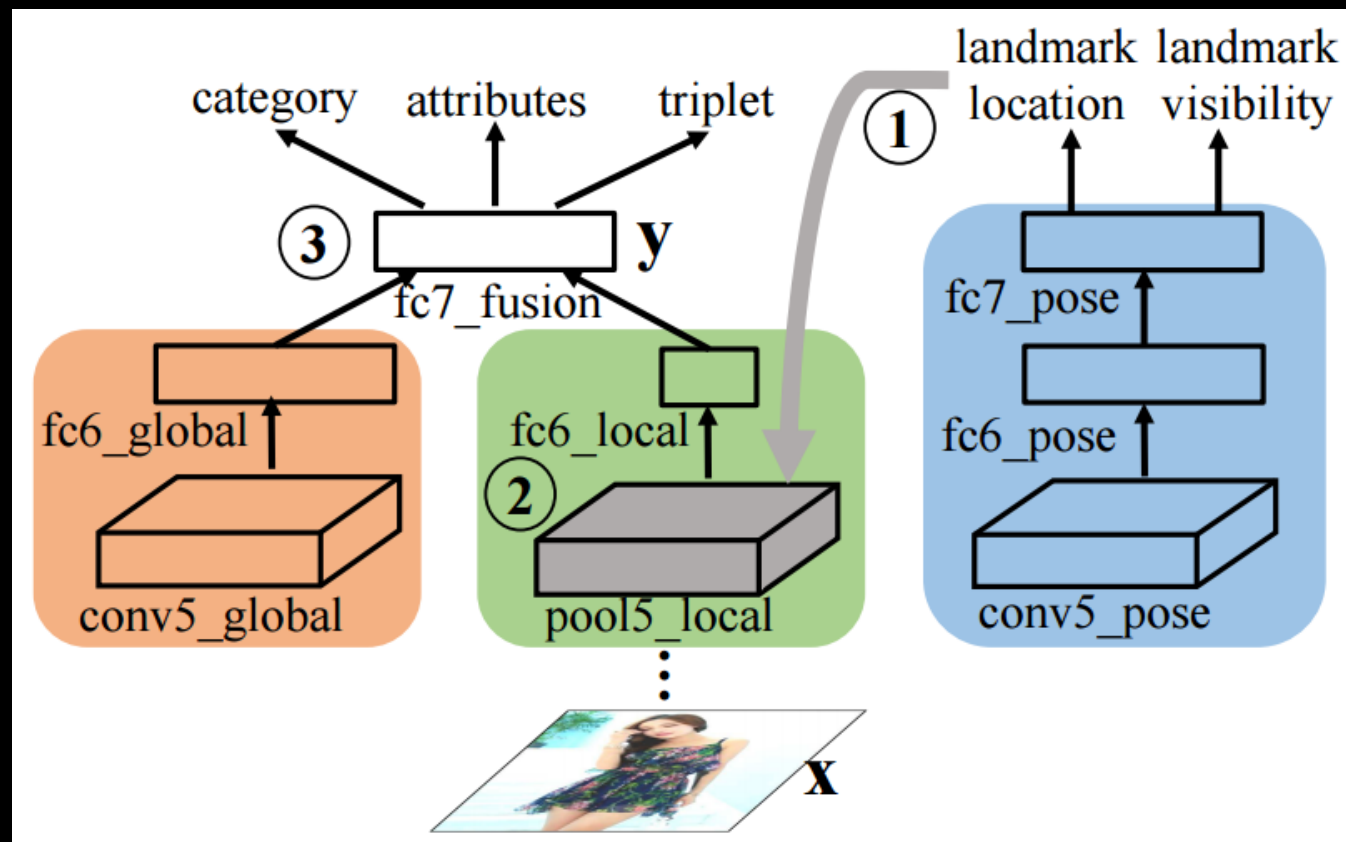 landmark landmark
category attributes triplet location visibility
1
3
y
fc7_fusion
fc7_pose
fc6_global
fc6_local
fc6_pose
2
conv5_global
pool5_local
conv5_pose
x